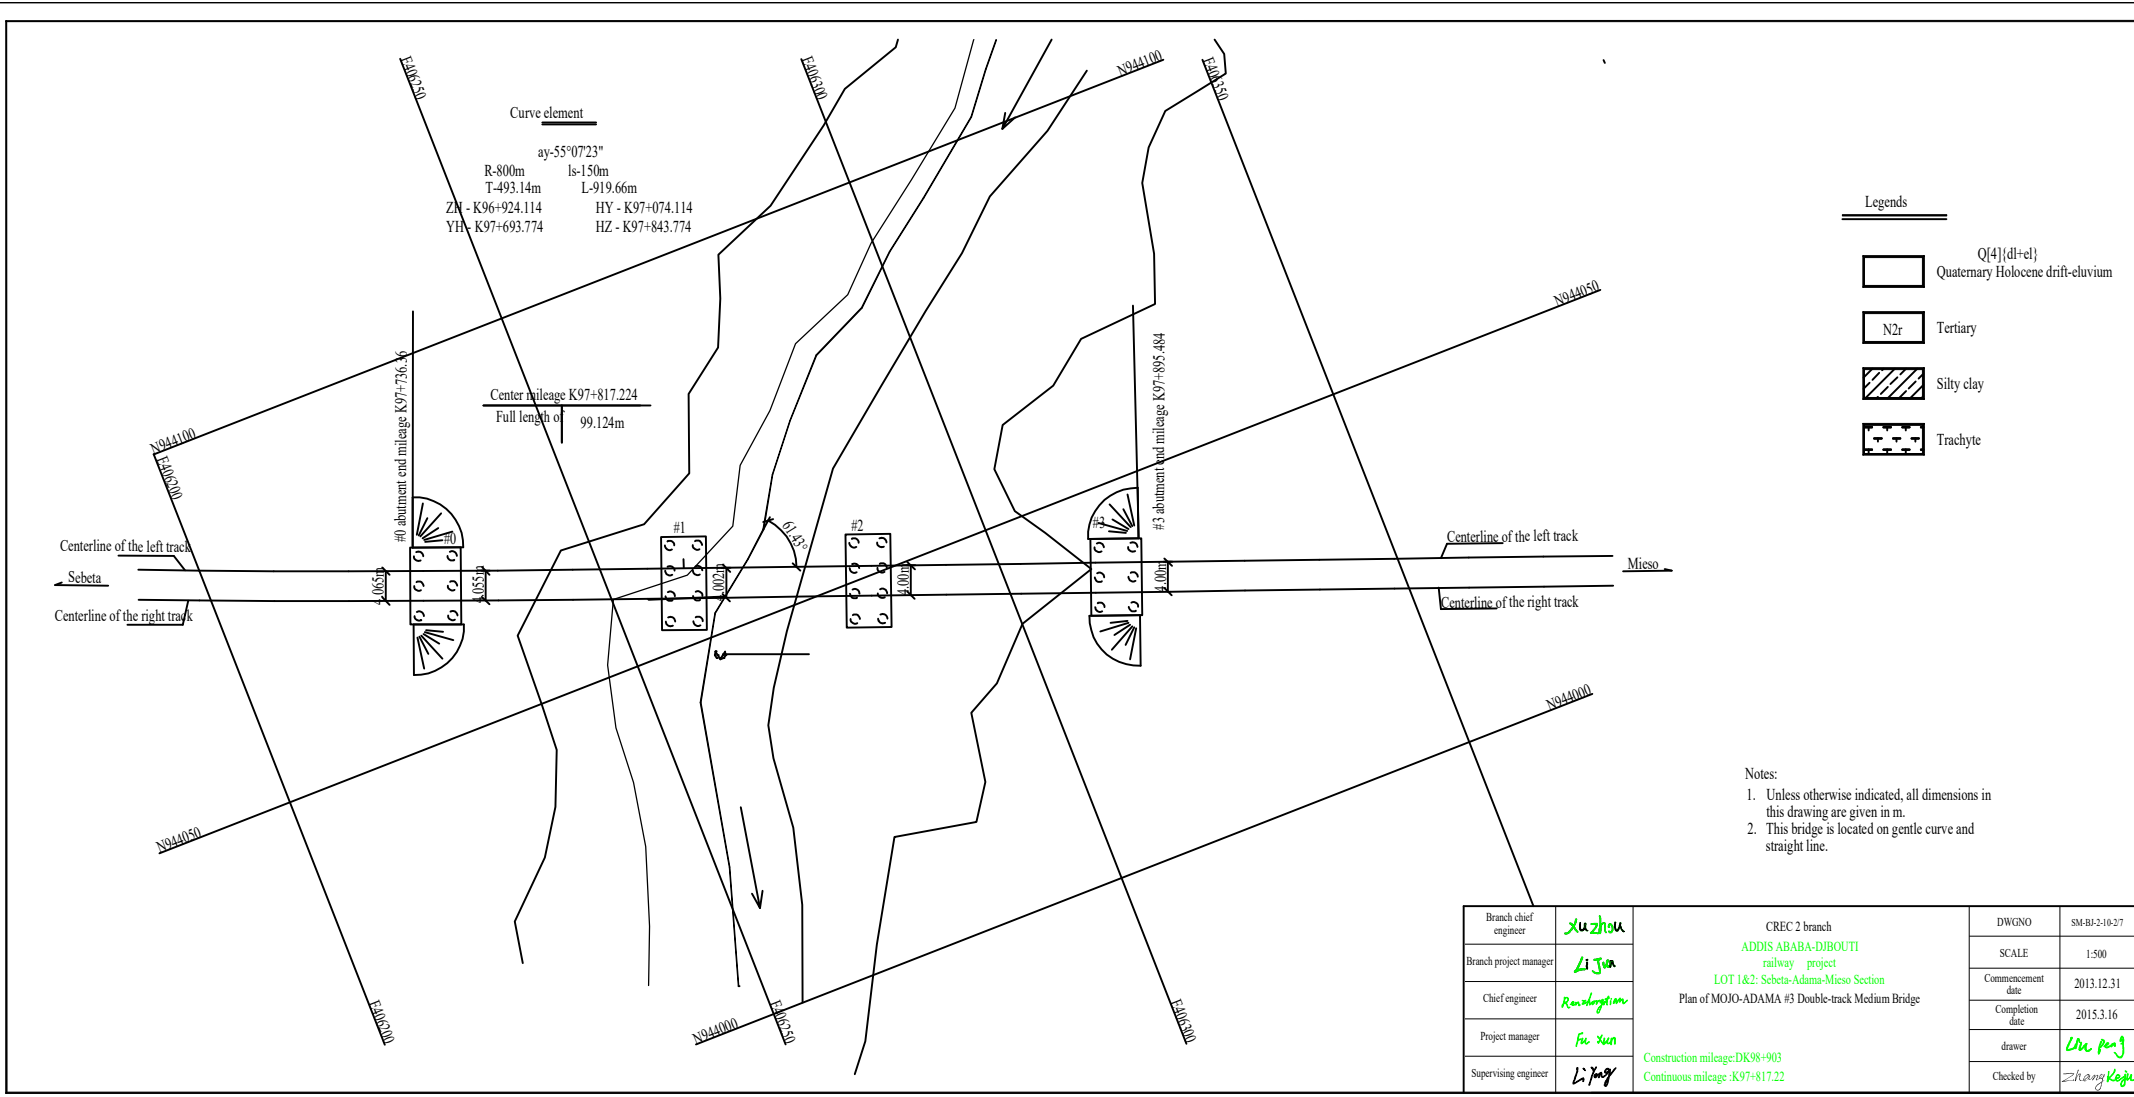 E406250
E406300
N944100
E406350
Curve element
ay-55°07'23"
R-800m ls-150m
T-493.14m L-919.66m
ZH - K96+924.114 HY - K97+074.114
YH - K97+693.774 HZ - K97+843.774
Legends
Q[4]{dl+el}
Quaternary Holocene drift-eluvium
N2r Tertiary
Silty clay
Trachyte
N944050
#0 abutment end mileage K97+736.36
Center mileage K97+817.224
Full length of 99.124m
#3 abutment end mileage K97+895.484
N944100
E406200
#0
#1
61.43°
#2
#3
Centerline of the left track
Sebeta
Centerline of the right track
4.065m
4.055m
4.002m
4.00m
4.00m
Centerline of the left track
Mieso
Centerline of the right track
N944050
N944000
E406200
N944000
E406250
E406300
Notes:
1. Unless otherwise indicated, all dimensions in
this drawing are given in m.
2. This bridge is located on gentle curve and
straight line.
Branch chief
engineer
Xuzhou
Branch project manager
Li Jun
Chief engineer
Renzhongtian
Project manager
Fu Xun
Supervising engineer
Li Yong
CREC 2 branch
ADDIS ABABA-DJBOUTI
railway project
LOT 1&2: Sebeta-Adama-Mieso Section
Plan of MOJO-ADAMA #3 Double-track Medium Bridge
Construction mileage:DK98+903
Continuous mileage :K97+817.22
DWGNO SM-BJ-2-10-2/7
SCALE 1:500
Commencement
date
2013.12.31
Completion
date
2015.3.16
drawer
Liu peng
Checked by
Zhang Keju